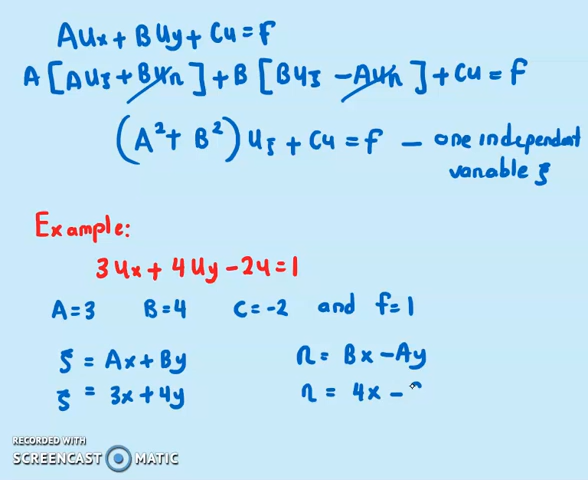 Aux + Buy + Cu = f
A [ Auξ + Buη ] + B [ Buξ - Auη ] + Cu = f
(A² + B²) uξ + Cu = f - one independent
variable ξ
Example:
3ux + 4uy - 2u = 1
A = 3 B = 4 C = -2 and f = 1
ξ = Ax + By η = Bx - Ay
ξ = 3x + 4y η = 4x -
RECORDED WITH
SCREENCAST MATIC